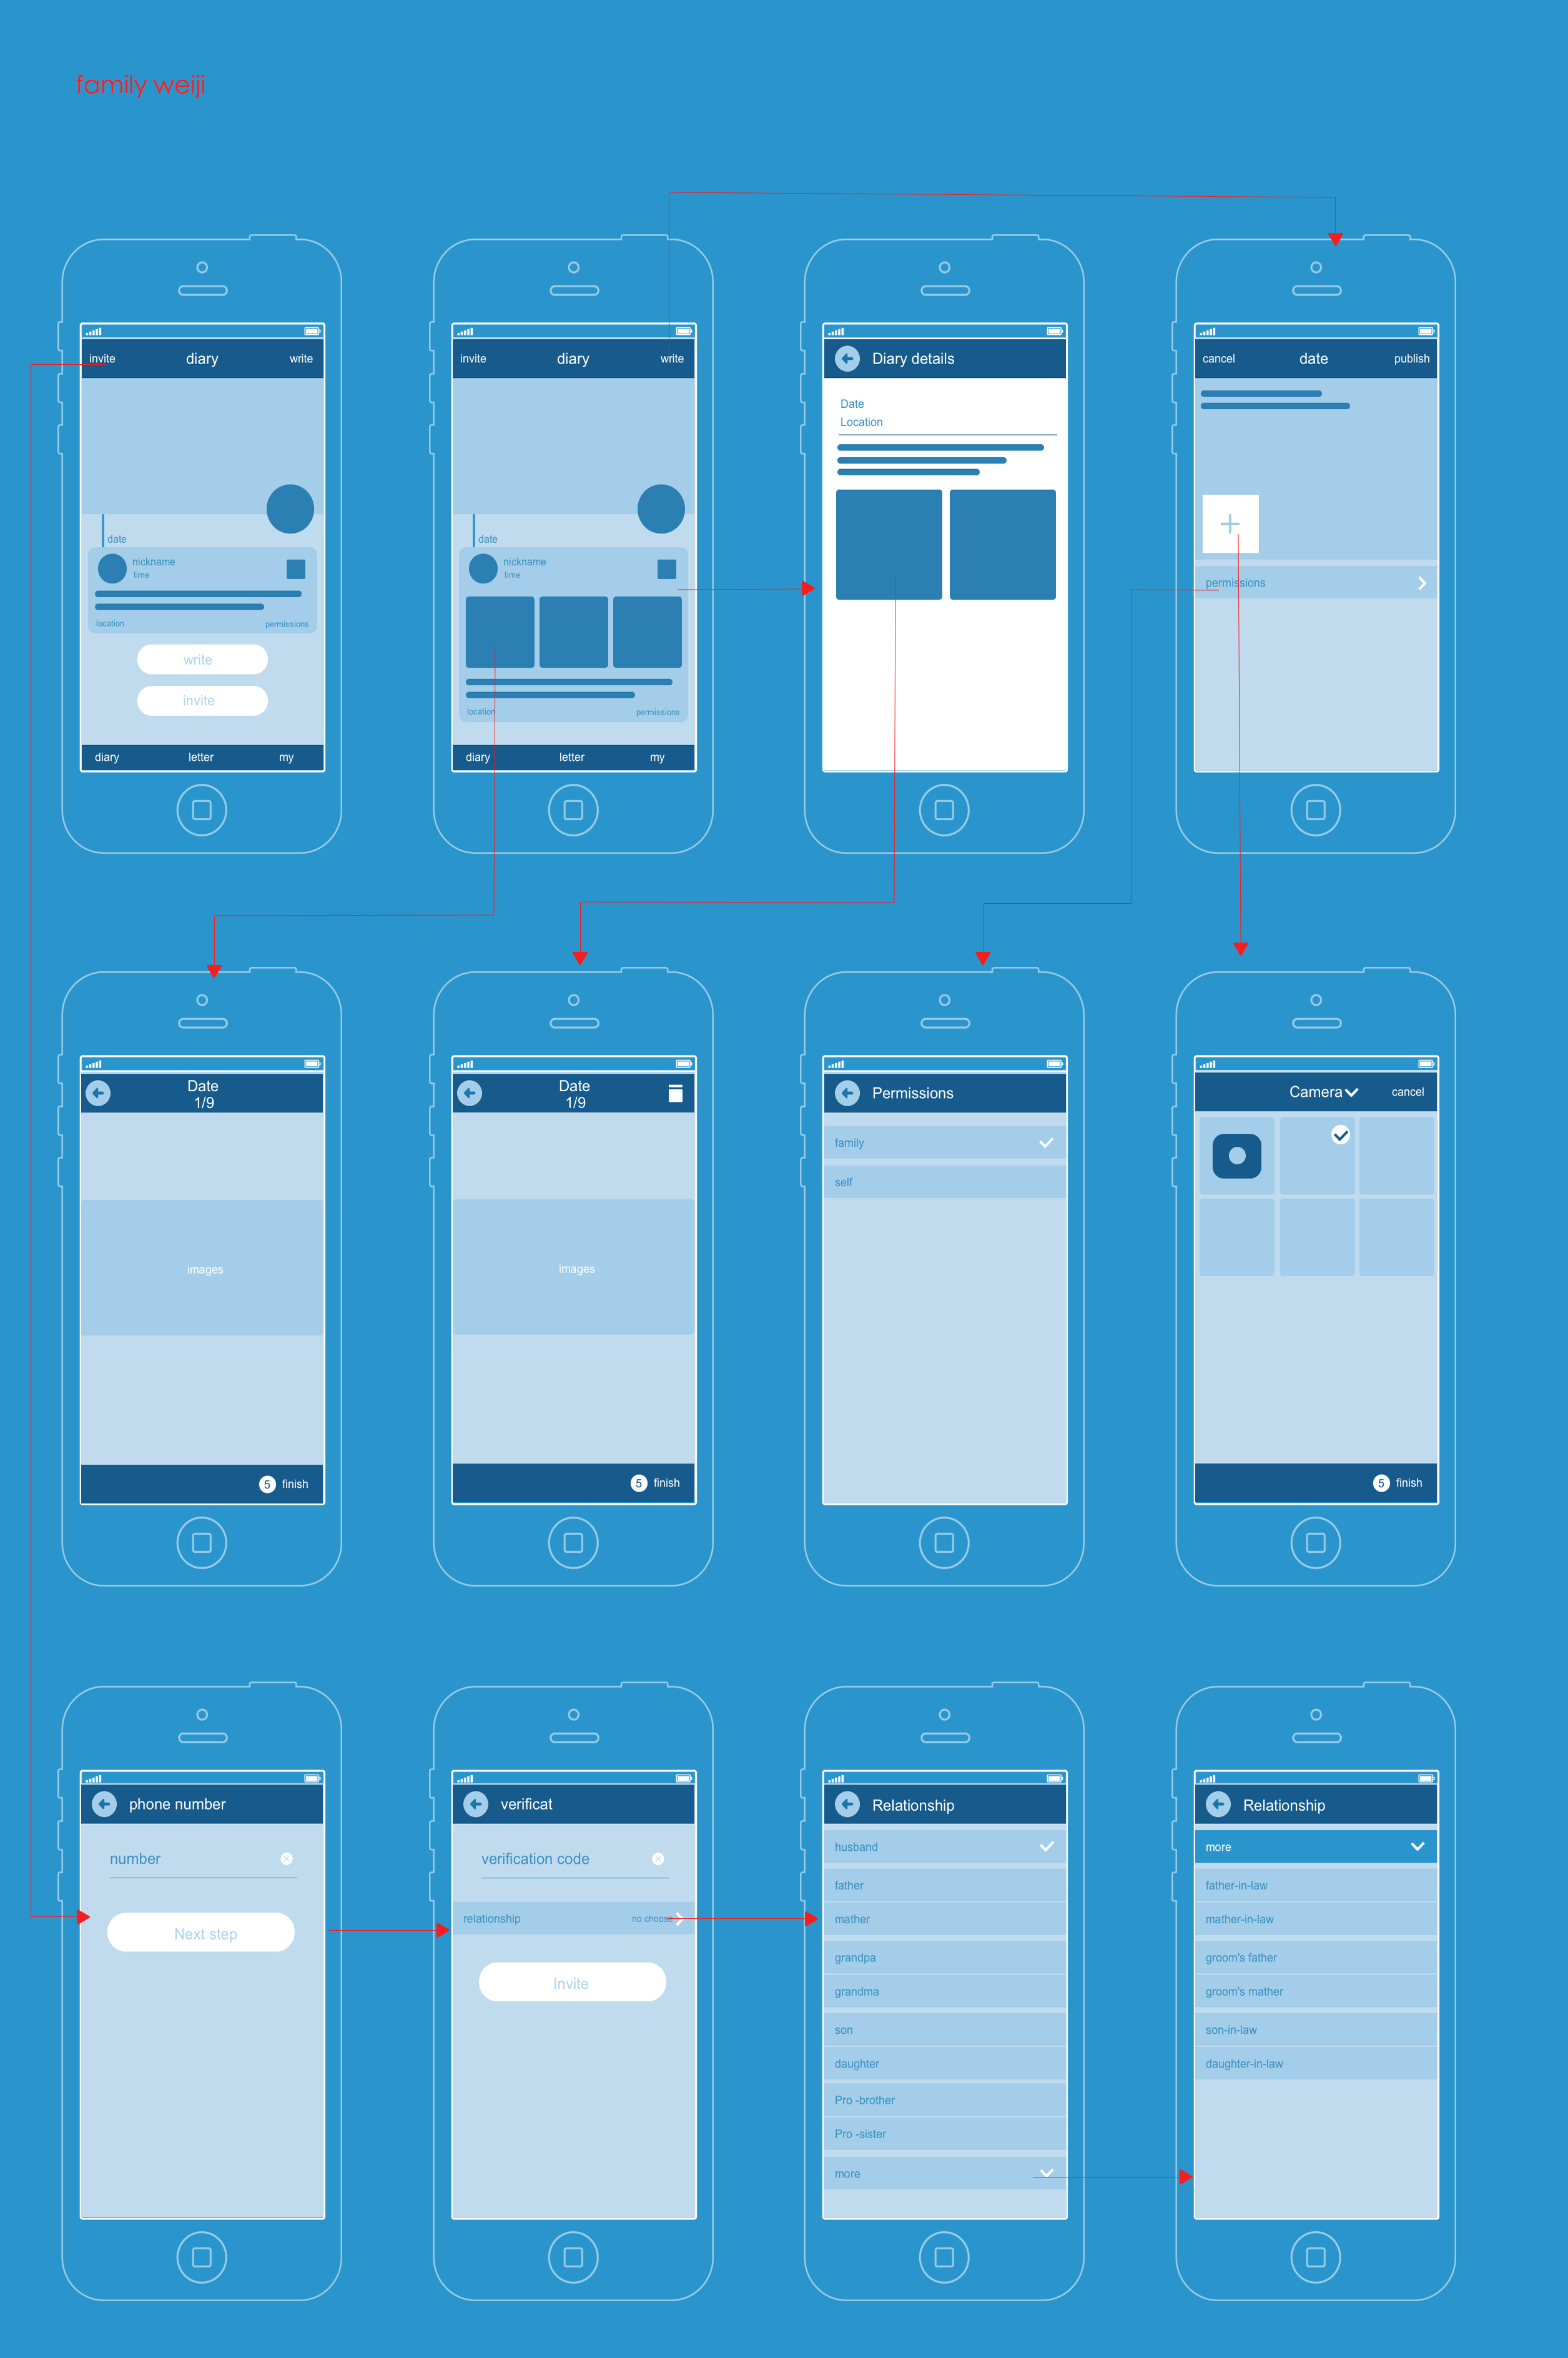 family weiji
invite diary write
date
nickname
time
location permissions
write
invite
diary letter my
invite diary write
date
nickname
time
location permissions
diary letter my
Diary details
Date
Location
cancel date publish
permissions
Date
1/9
images
5 finish
Date
1/9
images
5 finish
Permissions
family
self
Camera cancel
5 finish
phone number
number
Next step
verificat
verification code
relationship no choose
Invite
Relationship
husband
father
mather
grandpa
grandma
son
daughter
Pro -brother
Pro -sister
more
Relationship
more
father-in-law
mather-in-law
groom's father
groom's mather
son-in-law
daughter-in-law